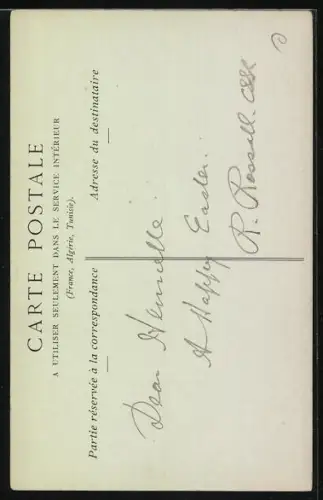 CARTE POSTALE
A UTILISER SEULEMENT DANS LE SERVICE INTÉRIEUR
(France, Algérie, Tunisie).
Partie réservée à la correspondance
Adresse du destinataire
Dear
A Happy Easter.
R. Russell